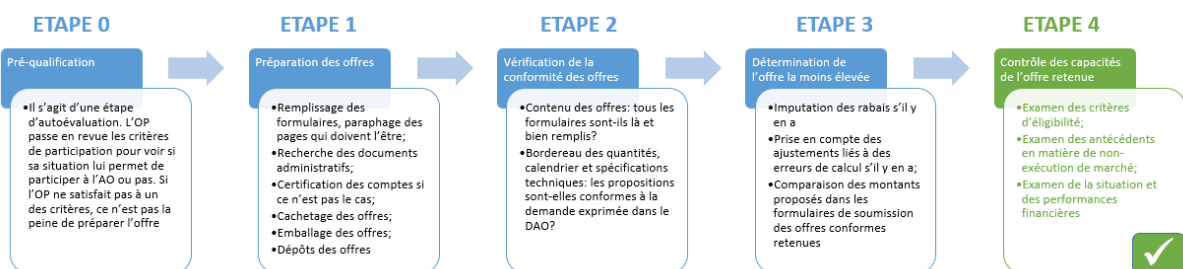 ETAPE 0
Pré-qualification
•Il s’agit d’une étape
d’autoévaluation. L’OP
passe en revue les critères
de participation pour voir si
sa situation lui permet de
participer à l’AO ou pas. Si
l’OP ne satisfait pas à un
des critères, ce n’est pas la
peine de préparer l’offre
ETAPE 1
Préparation des offres
•Remplissage des
formulaires, paraphage des
pages qui doivent l’être;
•Recherche des documents
administratifs;
•Certification des comptes si
ce n’est pas le cas;
•Cachetage des offres;
•Emballage des offres;
•Dépôts des offres
ETAPE 2
Vérification de la
conformité des offres
•Contenu des offres: tous les
formulaires sont-ils là et
bien remplis?
•Bordereau des quantités,
calendrier et spécifications
techniques: les propositions
sont-elles conformes à la
demande exprimée dans le
DAO?
ETAPE 3
Détermination de
l’offre la moins élevée
•Imputation des rabais s’il y
en a
•Prise en compte des
ajustements liés à des
erreurs de calcul s’il y en a;
•Comparaison des montants
proposés dans les
formulaires de soumission
des offres conformes
retenues
ETAPE 4
Contrôle des capacités
de l’offre retenue
•Examen des critères
d’éligibilité;
•Examen des antécédents
en matière de non-
exécution de marché;
•Examen de la situation et
des performances
financières